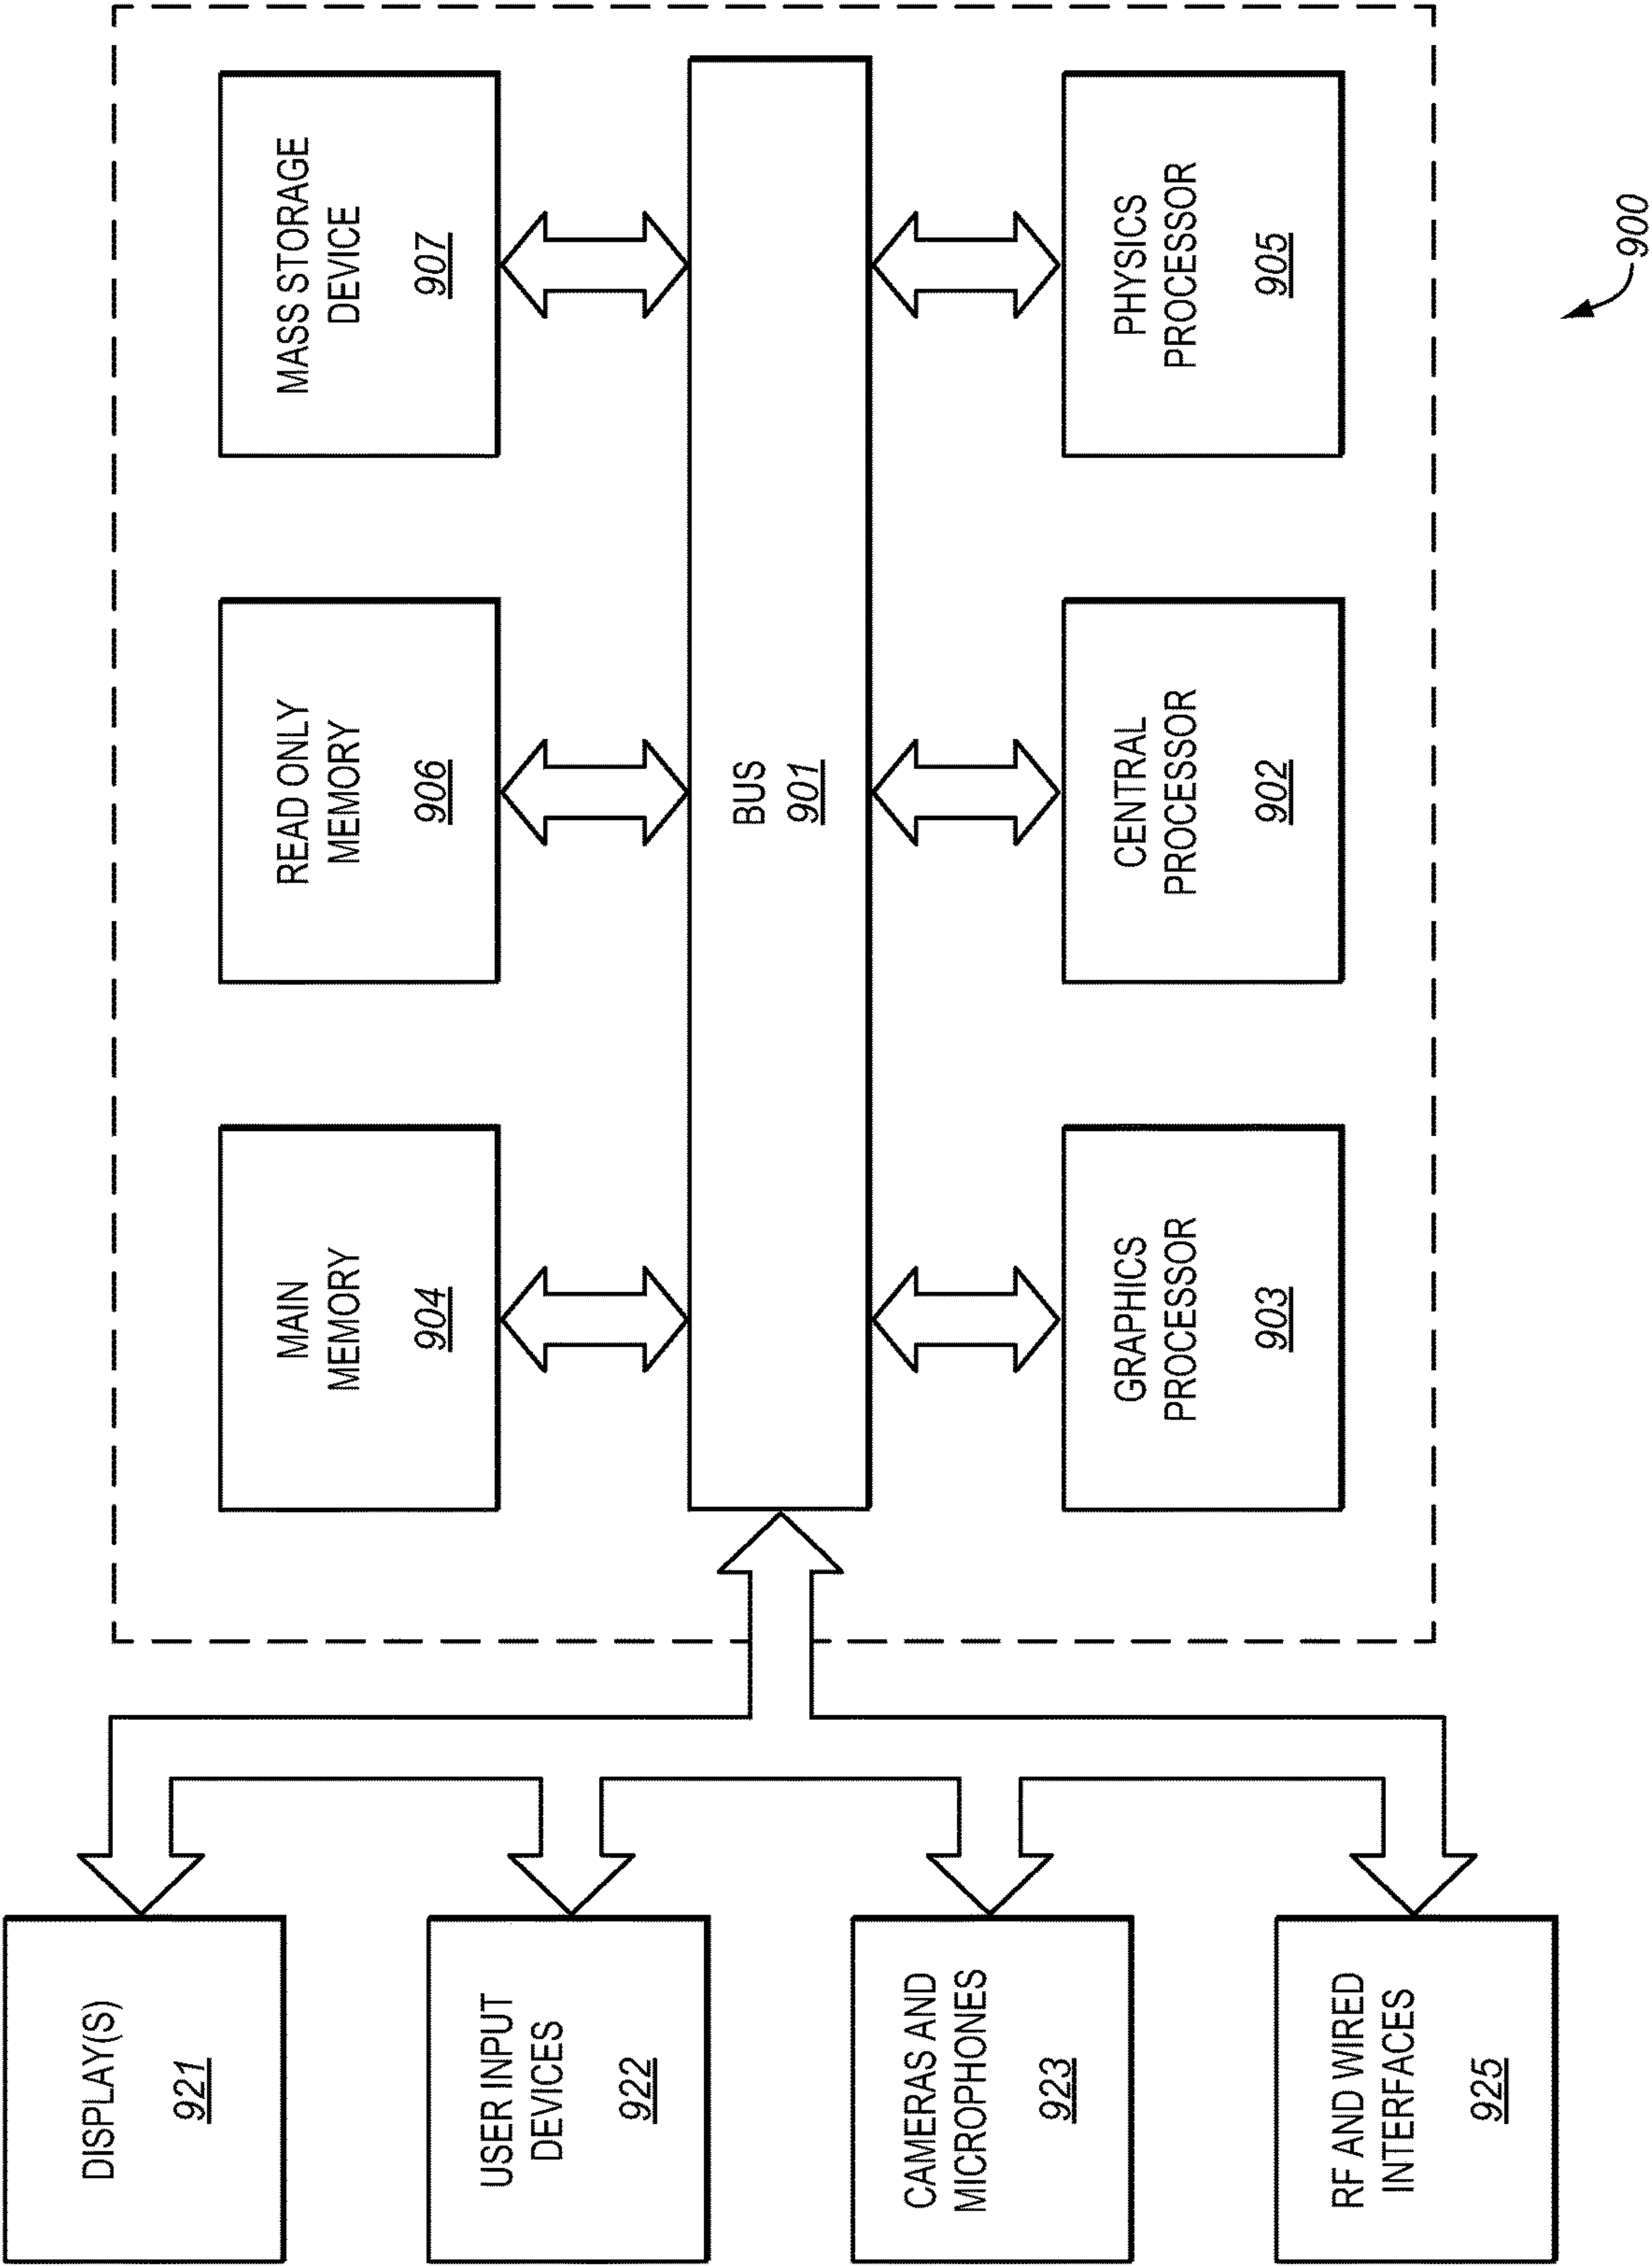 DISPLAY(S)
921
USER INPUT
DEVICES
922
CAMERAS AND
MICROPHONES
923
RF AND WIRED
INTERFACES
925
MAIN
MEMORY
904
READ ONLY
MEMORY
906
MASS STORAGE
DEVICE
907
BUS
901
GRAPHICS
PROCESSOR
903
CENTRAL
PROCESSOR
902
PHYSICS
PROCESSOR
905
900